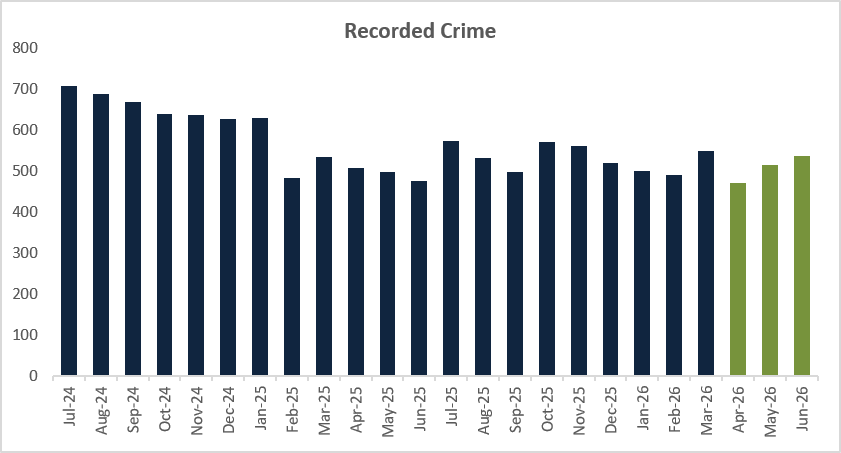 Recorded Crime
800
700
600
500
400
300
200
100
0
Jul-24
Aug-24
Sep-24
Oct-24
Nov-24
Dec-24
Jan-25
Feb-25
Mar-25
Apr-25
May-25
Jun-25
Jul-25
Aug-25
Sep-25
Oct-25
Nov-25
Dec-25
Jan-26
Feb-26
Mar-26
Apr-26
May-26
Jun-26